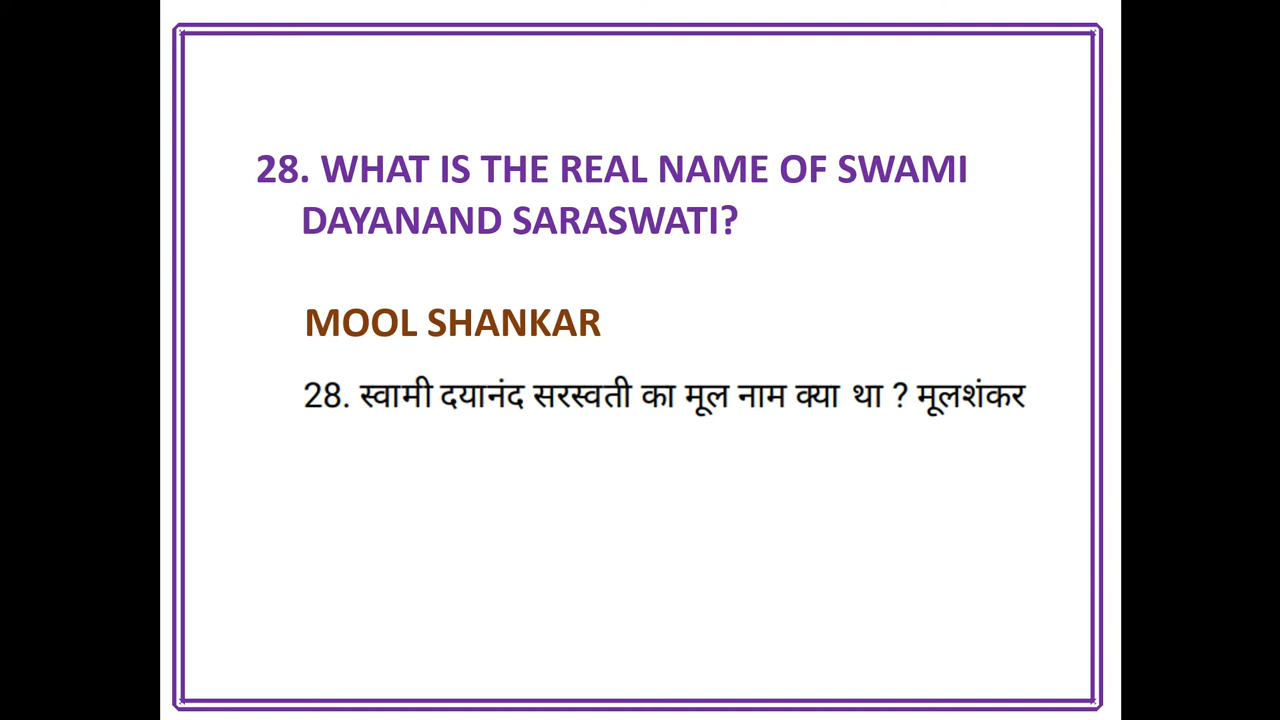 28. WHAT IS THE REAL NAME OF SWAMI
DAYANAND SARASWATI?
MOOL SHANKAR
28. स्वामी दयानंद सरस्वती का मूल नाम क्या था ? मूलशंकर